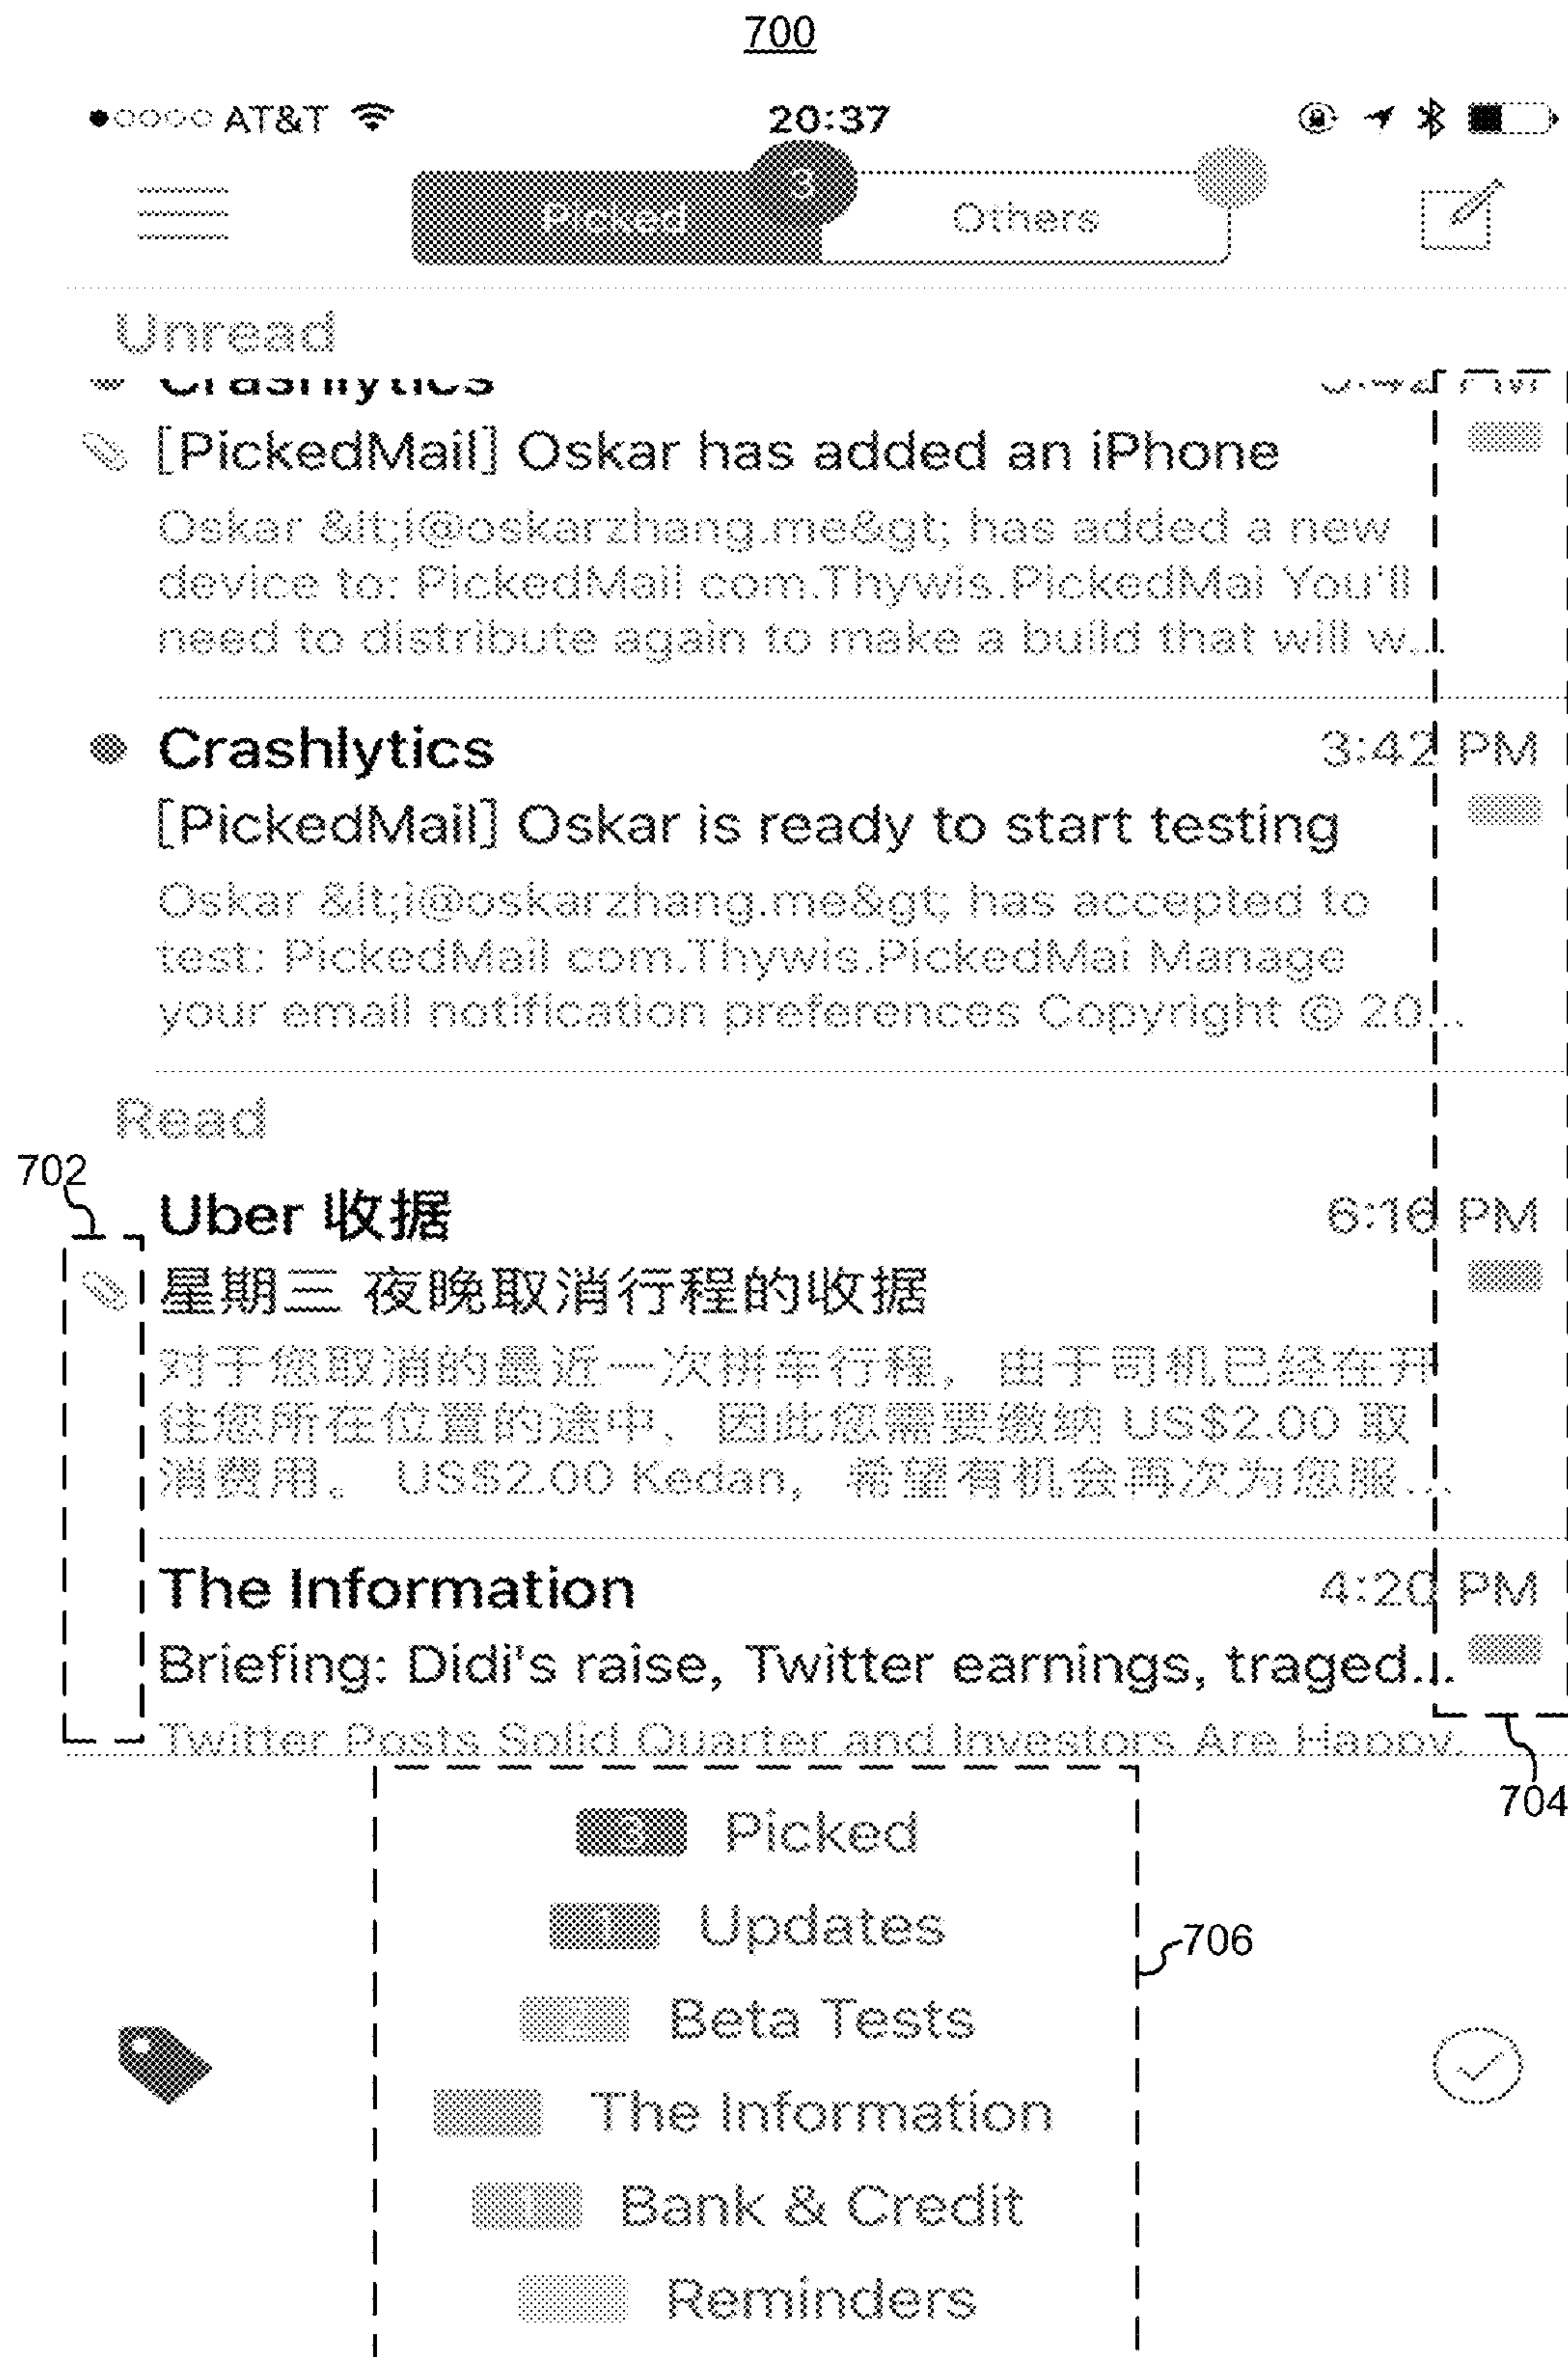 700
AT&T 20:37
Picked 3 Others
Unread
Crashlytics
[PickedMail] Oskar has added an iPhone
Oskar &it;i@oskarzhang.me&gt; has added a new
device to: PickedMail com.Thywis.PickedMai You'll
need to distribute again to make a build that will w...
Crashlytics 3:42 PM
[PickedMail] Oskar is ready to start testing
Oskar &it;i@oskarzhang.me&gt; has accepted to
test: PickedMail com.Thywis.PickedMai Manage
your email notification preferences Copyright © 20...
Read
702
Uber 收据 6:16 PM
星期三 夜晚取消行程的收据
对于您取消的最近一次拼车行程，由于司机已经在开
往您所在位置的途中，因此您需要缴纳 US$2.00 取
消费用。 US$2.00 Kedan，希望有机会再次为您服...
The Information 4:20 PM
Briefing: Didi's raise, Twitter earnings, traged...
Twitter Posts Solid Quarter and Investors Are Happy
704
3 Picked
1 Updates
706
2 Beta Tests
The Information
Bank & Credit
Reminders